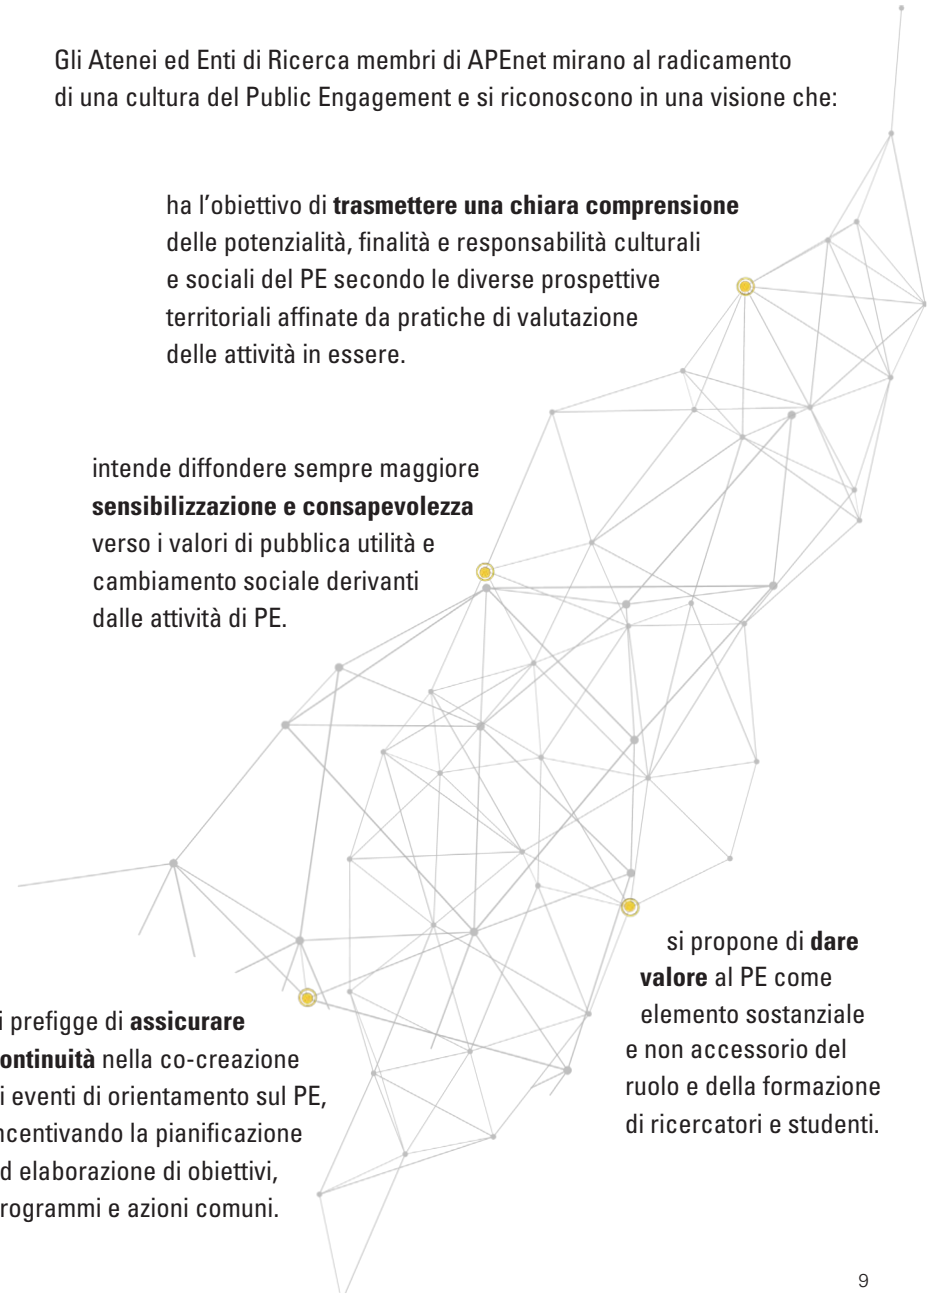 Gli Atenei ed Enti di Ricerca membri di APEnet mirano al radicamento
di una cultura del Public Engagement e si riconoscono in una visione che:
ha l’obiettivo di trasmettere una chiara comprensione
delle potenzialità, finalità e responsabilità culturali
e sociali del PE secondo le diverse prospettive
territoriali affinate da pratiche di valutazione
delle attività in essere.
intende diffondere sempre maggiore
sensibilizzazione e consapevolezza
verso i valori di pubblica utilità e
cambiamento sociale derivanti
dalle attività di PE.
si propone di dare
valore al PE come
elemento sostanziale
e non accessorio del
ruolo e della formazione
di ricercatori e studenti.
i prefigge di assicurare
ontinuità nella co-creazione
i eventi di orientamento sul PE,
ncentivando la pianificazione
d elaborazione di obiettivi,
rogrammi e azioni comuni.
9